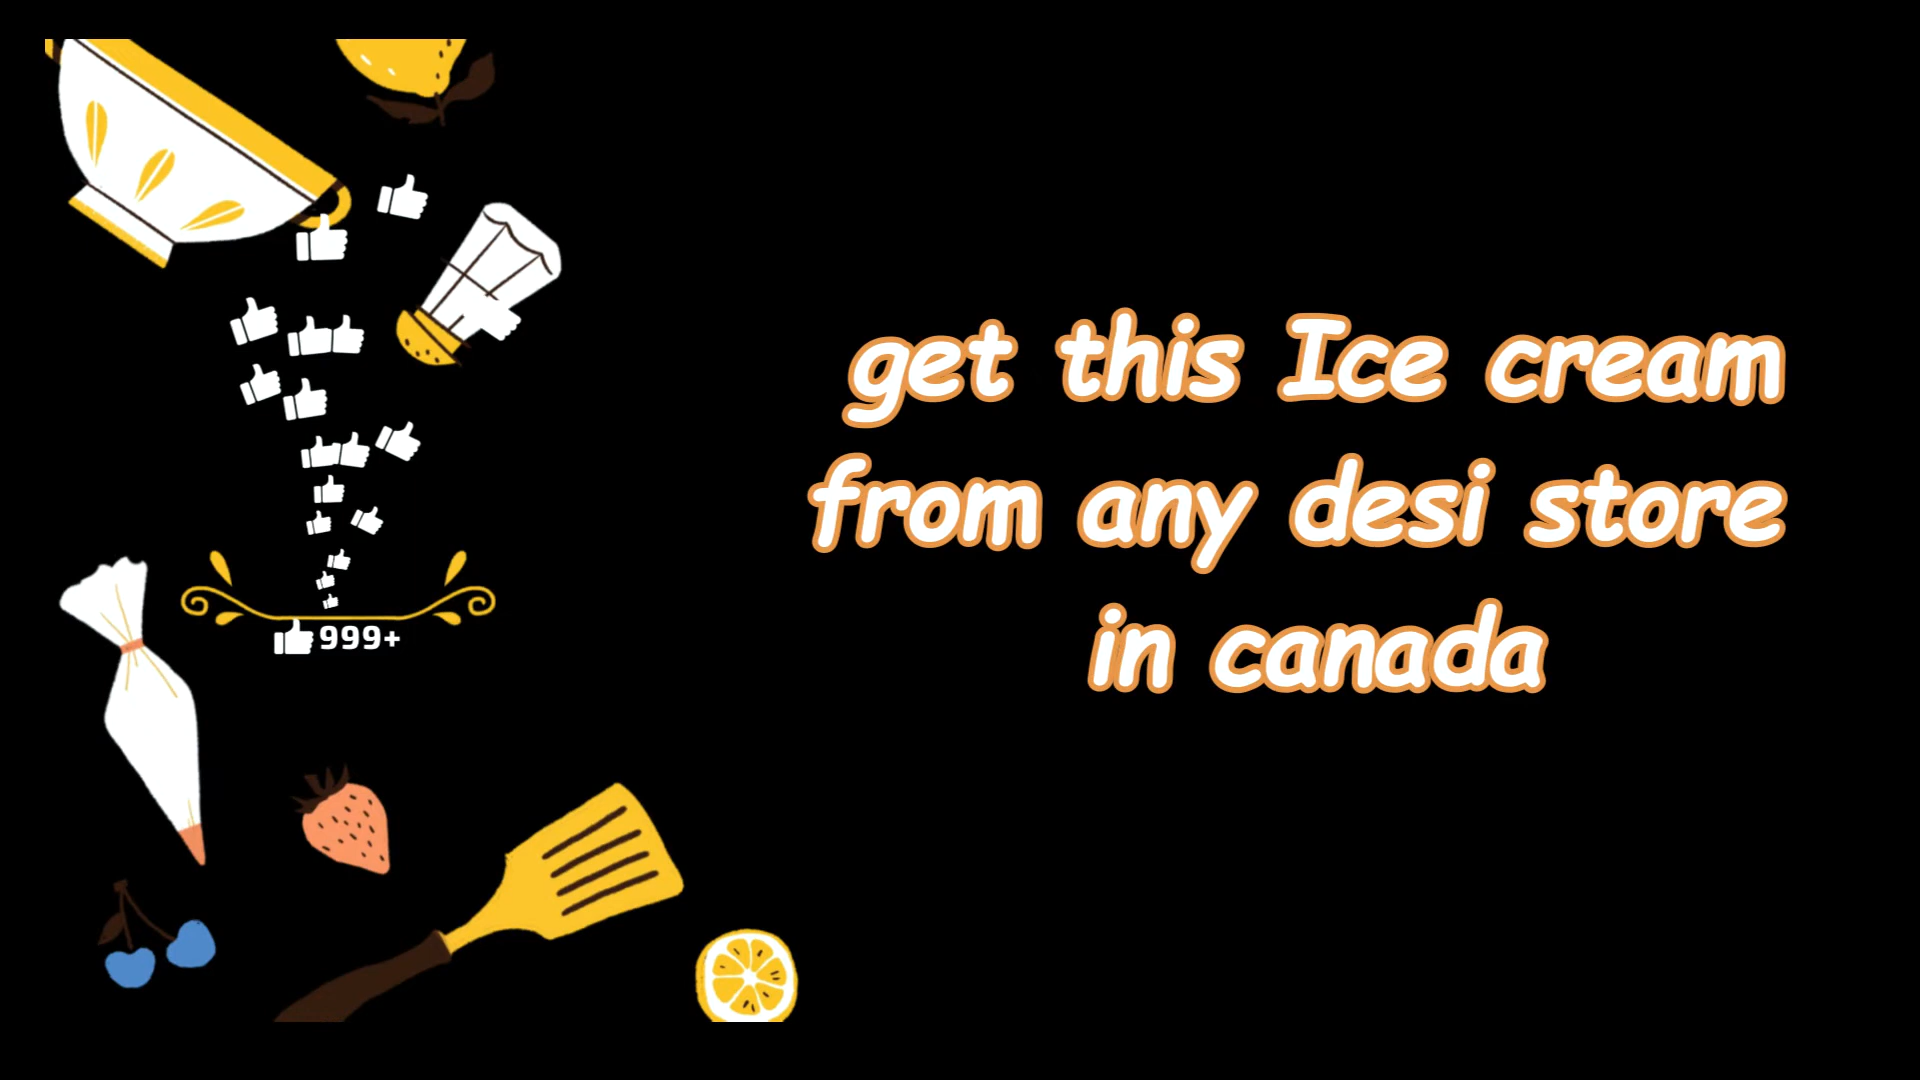 get this Ice cream
from any desi store
in canada
999+